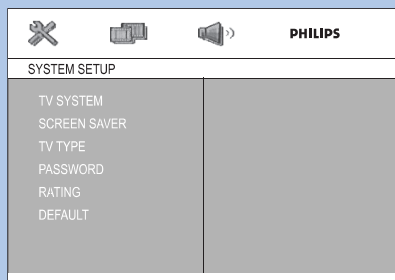 PHILIPS
SYSTEM SETUP
TV SYSTEM
SCREEN SAVER
TV TYPE
PASSWORD
RATING
DEFAULT